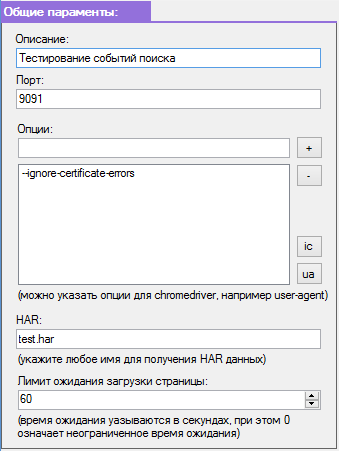 Общие параменты:
Описание:
Тестирование событий поиска
Порт:
9091
Опции:
+
--ignore-certificate-errors
-
ic
ua
(можно указать опции для chromedriver, например user-agent)
HAR:
test.har
(укажите любое имя для получения HAR данных)
Лимит ожидания загрузки страницы:
60
(время ожидания уазываются в секундах, при этом 0
означает неограниченное время ожидания)